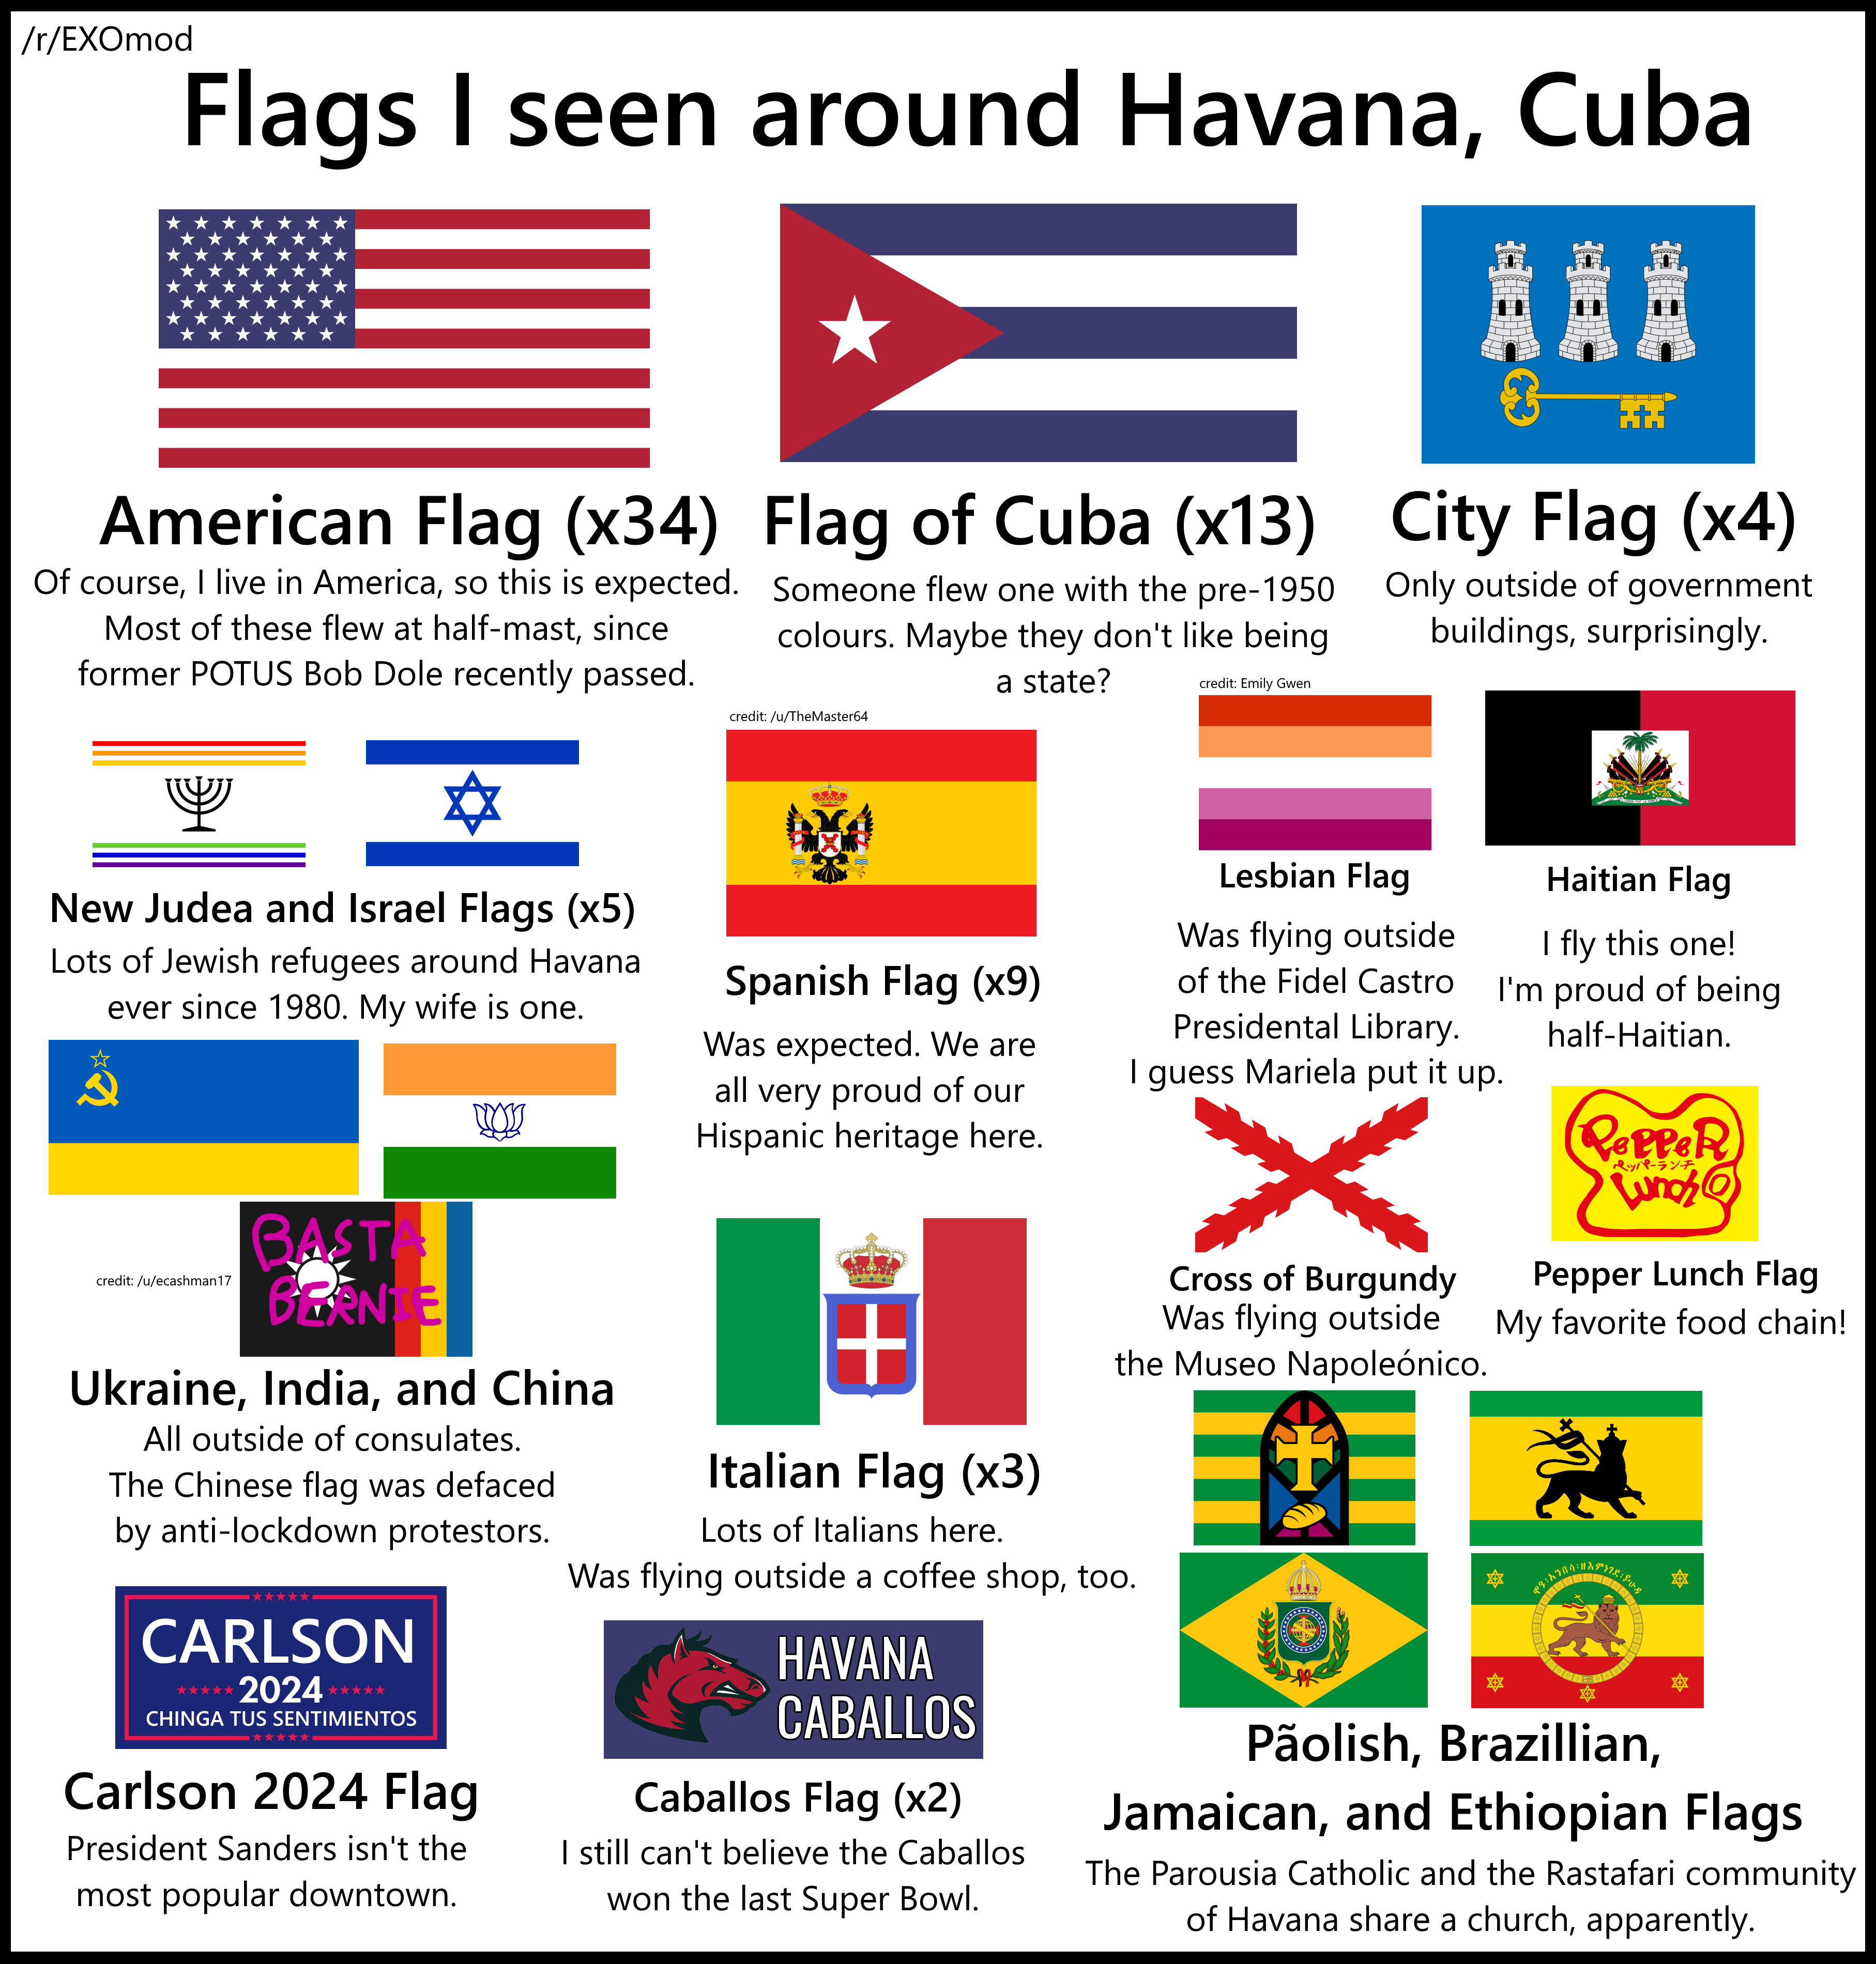 /r/EXOmod
Flags I seen around Havana, Cuba
American Flag (x34)
Of course, I live in America, so this is expected.
Most of these flew at half-mast, since
former POTUS Bob Dole recently passed.
Flag of Cuba (x13)
Someone flew one with the pre-1950
colours. Maybe they don't like being
a state?
City Flag (x4)
Only outside of government
buildings, surprisingly.
New Judea and Israel Flags (x5)
Lots of Jewish refugees around Havana
ever since 1980. My wife is one.
credit: /u/TheMaster64
Spanish Flag (x9)
Was expected. We are
all very proud of our
Hispanic heritage here.
credit: Emily Gwen
Lesbian Flag
Was flying outside
of the Fidel Castro
Presidental Library.
I guess Mariela put it up.
Haitian Flag
I fly this one!
I'm proud of being
half-Haitian.
BASTA
BERNIE
credit: /u/ecashman17
Ukraine, India, and China
All outside of consulates.
The Chinese flag was defaced
by anti-lockdown protestors.
Italian Flag (x3)
Lots of Italians here.
Was flying outside a coffee shop, too.
Cross of Burgundy
Was flying outside
the Museo Napoleónico.
PePPeR
ペッパーランチ
Lunch
Pepper Lunch Flag
My favorite food chain!
CARLSON
2024
CHINGA TUS SENTIMIENTOS
Carlson 2024 Flag
President Sanders isn't the
most popular downtown.
HAVANA
CABALLOS
Caballos Flag (x2)
I still can't believe the Caballos
won the last Super Bowl.
Pãolish, Brazillian,
Jamaican, and Ethiopian Flags
The Parousia Catholic and the Rastafari community
of Havana share a church, apparently.